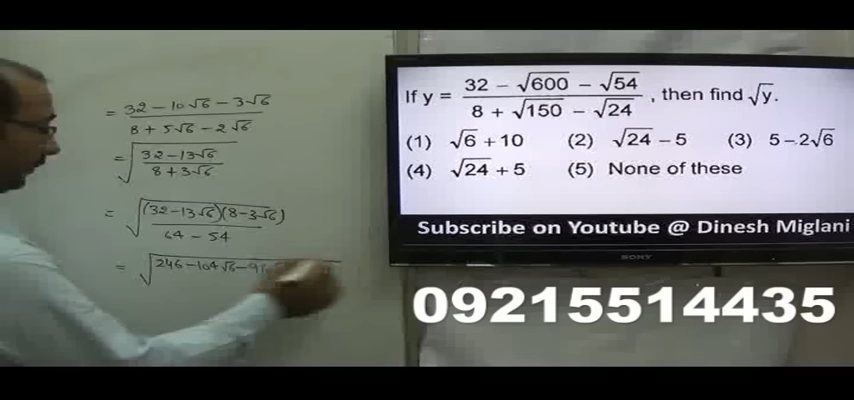 = 32 − 10√6 − 3√6 / 8 + 5√6 − 2√6
= √(32 − 13√6 / 8 + 3√6)
= √((32 − 13√6)(8 − 3√6) / 64 − 54)
= √(246 − 104√6 − 9
If y = (32 − √600 − √54) / (8 + √150 − √24) , then find √y.
(1) √6 + 10 (2) √24 − 5 (3) 5 − 2√6
(4) √24 + 5 (5) None of these
Subscribe on Youtube @ Dinesh Miglani
SONY
09215514435